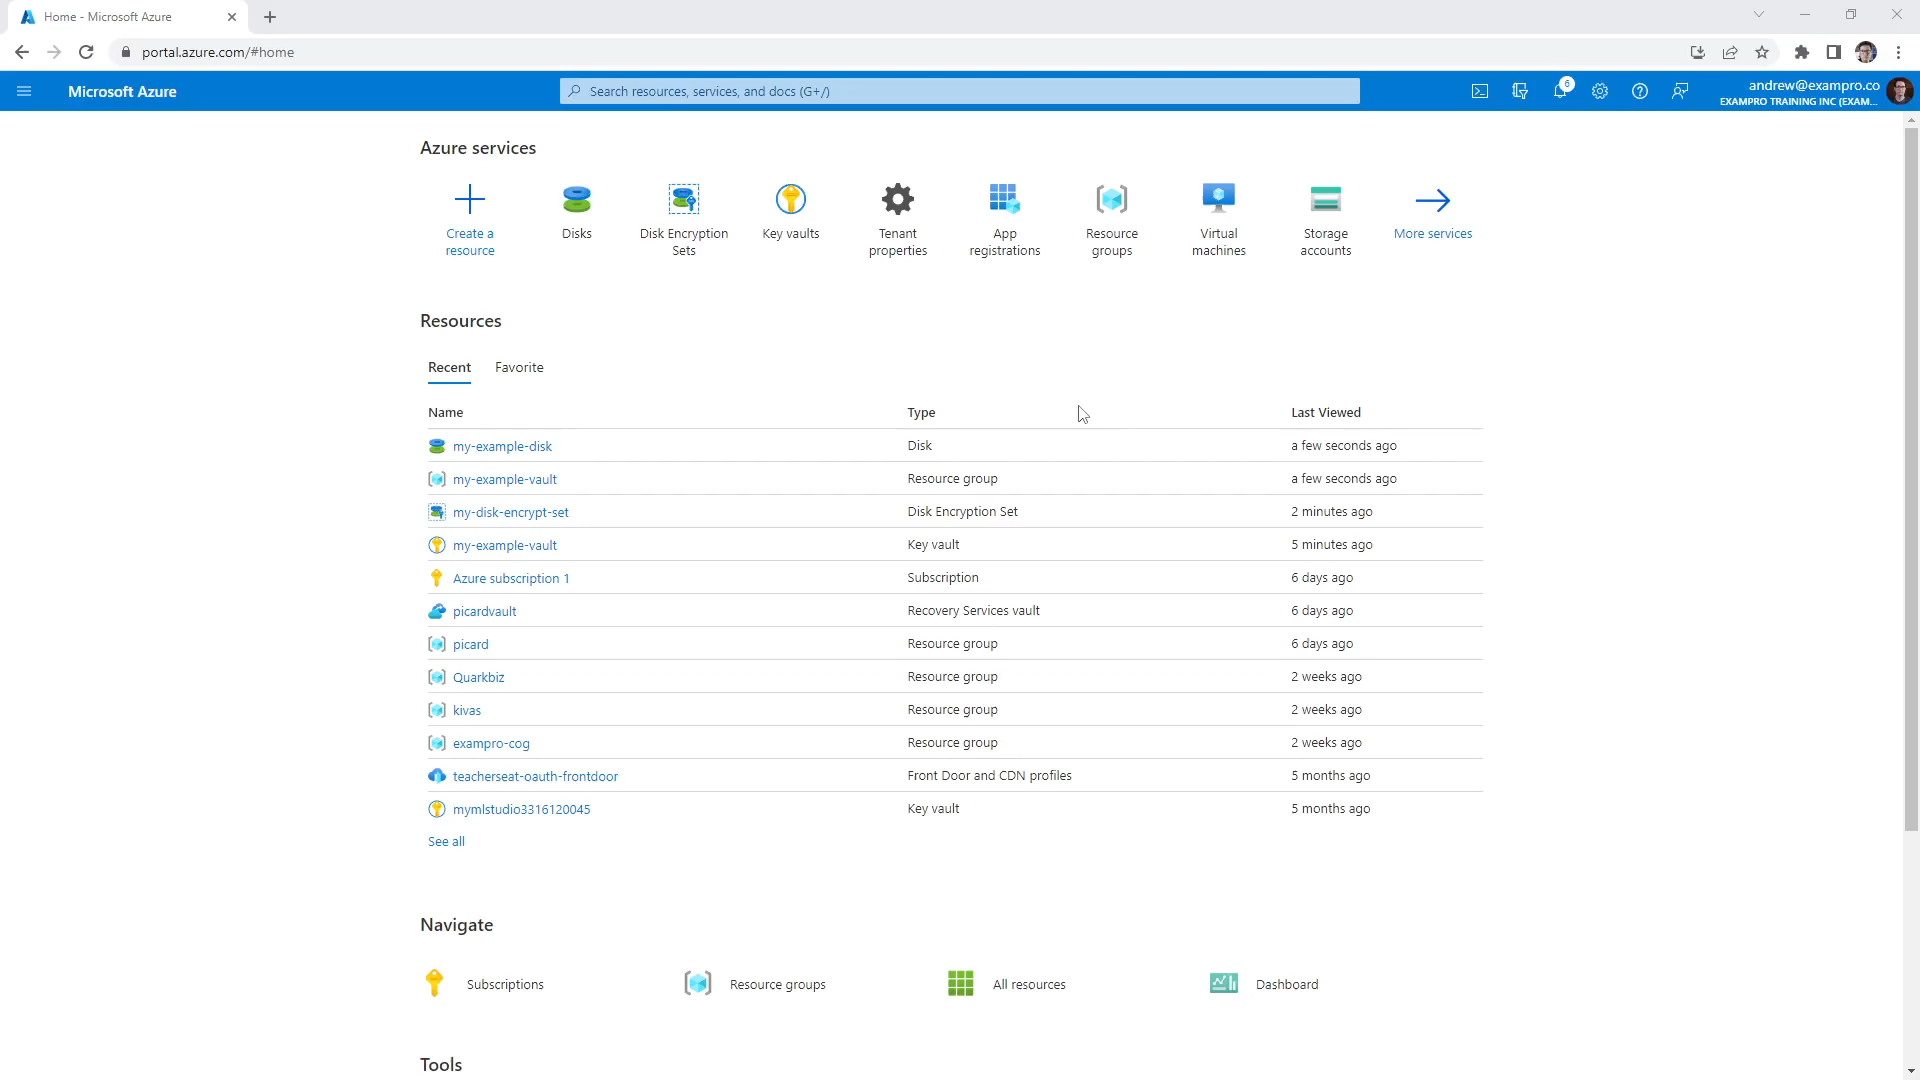 Home - Microsoft Azure
portal.azure.com/#home
Microsoft Azure
Search resources, services, and docs (G+/)
6
andrew@exampro.co
EXAMPRO TRAINING INC (EXAM...
Azure services
Create a resource
Disks
Disk Encryption Sets
Key vaults
Tenant properties
App registrations
Resource groups
Virtual machines
Storage accounts
More services
Resources
Recent Favorite
Name Type Last Viewed
my-example-disk Disk a few seconds ago
my-example-vault Resource group a few seconds ago
my-disk-encrypt-set Disk Encryption Set 2 minutes ago
my-example-vault Key vault 5 minutes ago
Azure subscription 1 Subscription 6 days ago
picardvault Recovery Services vault 6 days ago
picard Resource group 6 days ago
Quarkbiz Resource group 2 weeks ago
kivas Resource group 2 weeks ago
exampro-cog Resource group 2 weeks ago
teacherseat-oauth-frontdoor Front Door and CDN profiles 5 months ago
mymlstudio3316120045 Key vault 5 months ago
See all
Navigate
Subscriptions Resource groups All resources Dashboard
Tools